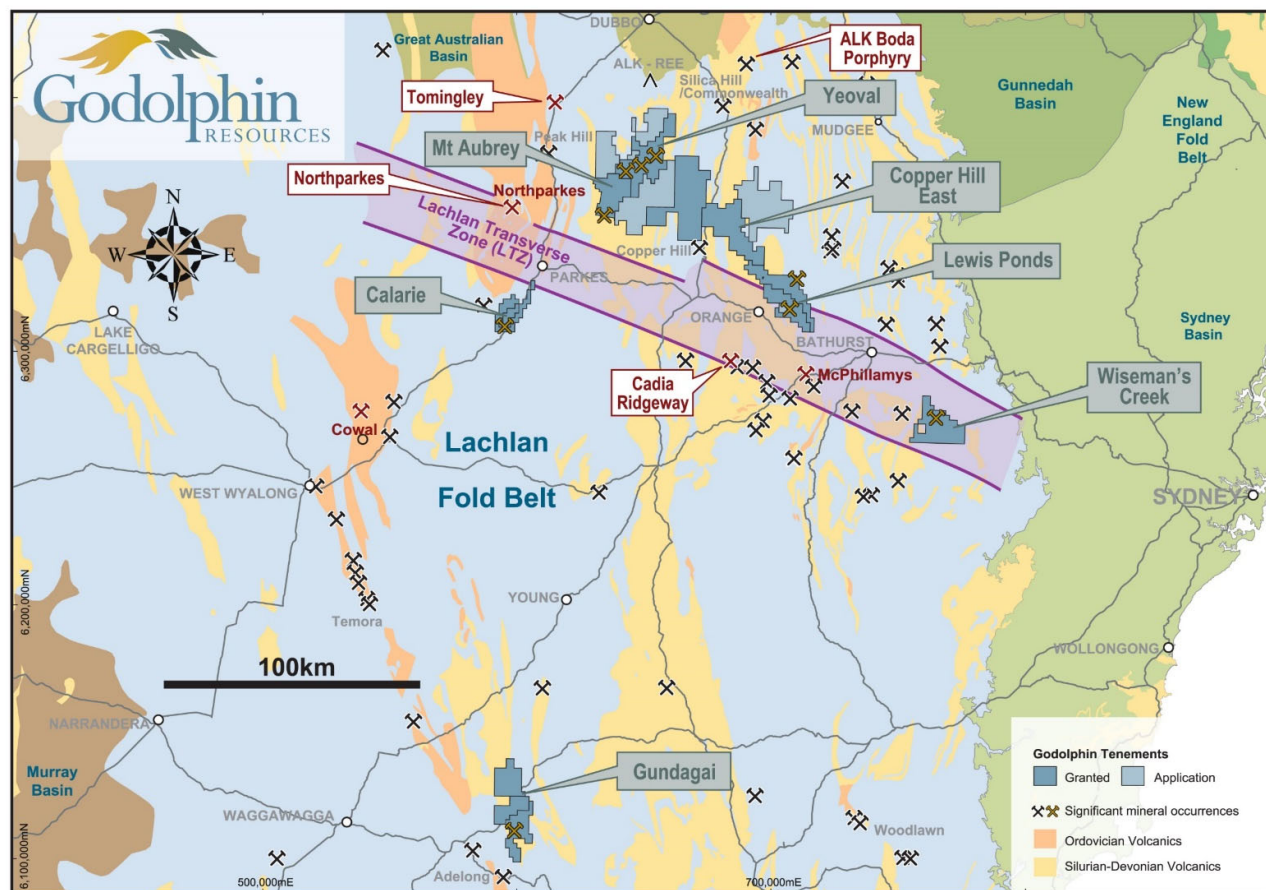 Godolphin
RESOURCES
Great Australian
Basin
DUBBO
ALK - REE
ALK Boda
Porphyry
Silica Hill
/Commonwealth
Tomingley
Yeoval
Gunnedah
Basin
New
England
Fold
Belt
MUDGEE
Peak Hill
Mt Aubrey
Northparkes
Northparkes
Copper Hill
East
Lachlan Transverse
Zone (LTZ)
Copper Hill
Lewis Ponds
N
W
E
S
PARKES
Calarie
LAKE
CARGELLIGO
ORANGE
BATHURST
Sydney
Basin
6,300,000mN
Cadia
Ridgeway
McPhillamys
Wiseman's
Creek
Cowal
Lachlan
Fold Belt
WEST WYALONG
SYDNEY
6,200,000mN
Temora
YOUNG
WOLLONGONG
100km
NARRANDERA
Murray
Basin
Gundagai
WAGGAWAGGA
Woodlawn
Adelong
6,100,000mN
500,000mE
700,000mE
Godolphin Tenements
Granted
Application
Significant mineral occurrences
Ordovician Volcanics
Silurian-Devonian Volcanics